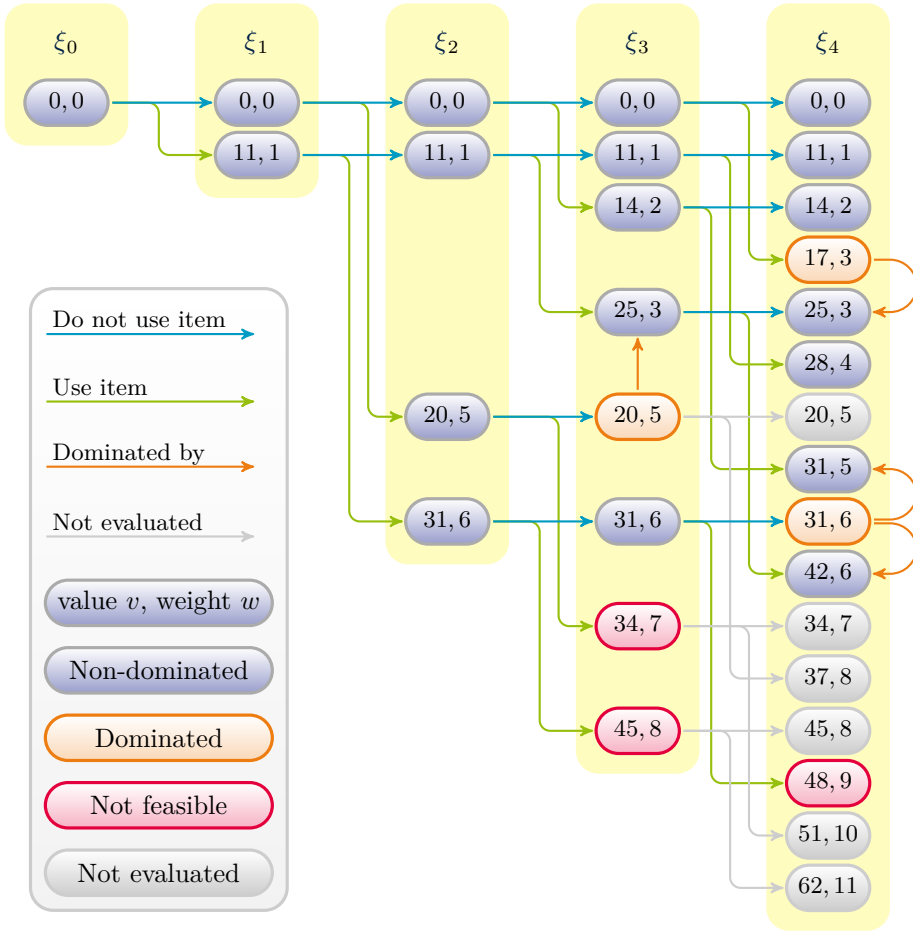 ξ₀ ξ₁ ξ₂ ξ₃ ξ₄
0,0 0,0 0,0 0,0 0,0
11,1 11,1 11,1 11,1
14,2 14,2
17,3
25,3 25,3
28,4
20,5 20,5 20,5
31,5
31,6 31,6 31,6
42,6
34,7 34,7
37,8
45,8 45,8
48,9
51,10
62,11
Do not use item
Use item
Dominated by
Not evaluated
value v, weight w
Non-dominated
Dominated
Not feasible
Not evaluated